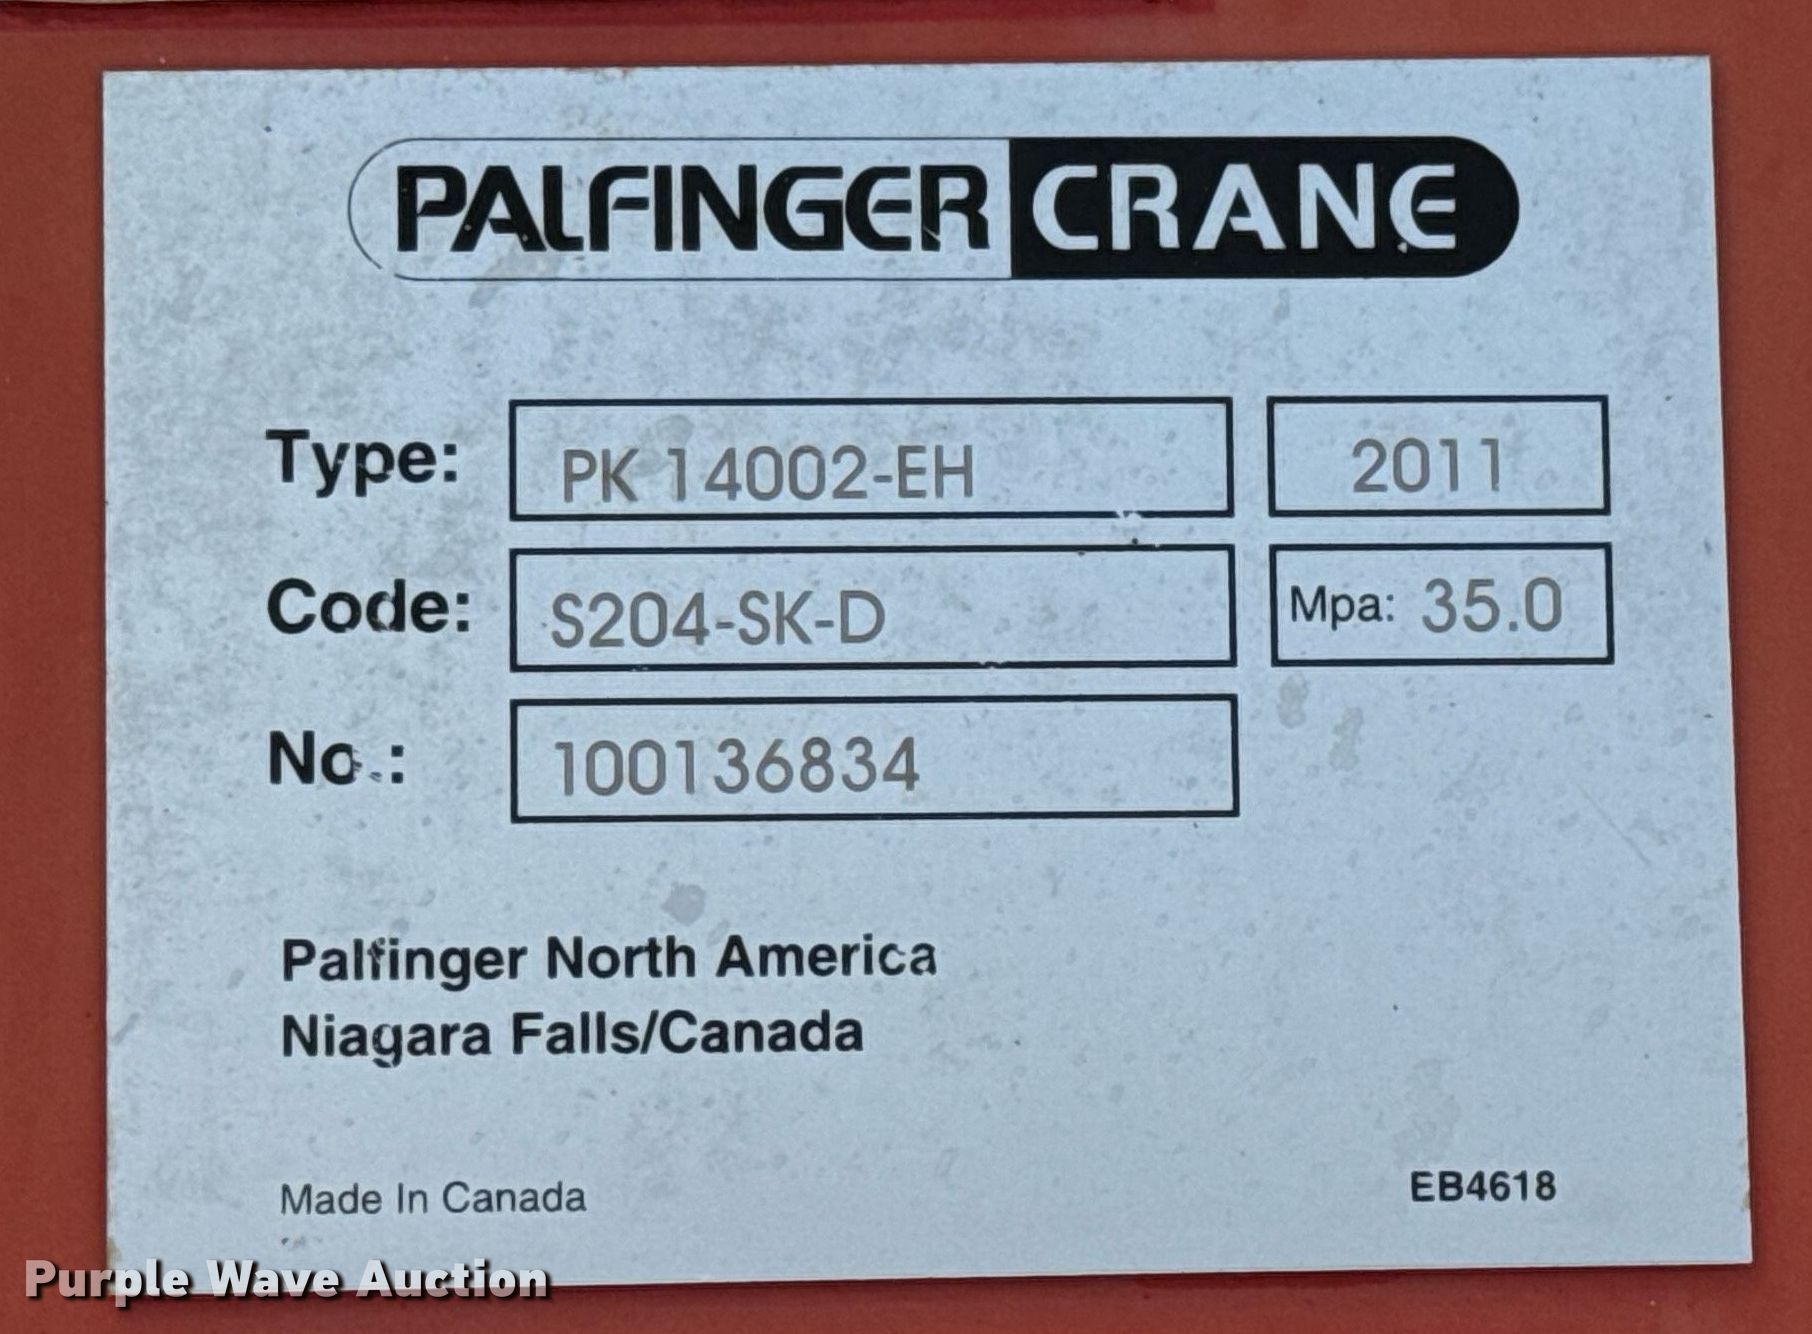 PALFINGER CRANE
Type: PK 14002-EH 2011
Code: S204-SK-D Mpa: 35.0
No.: 100136834
Palfinger North America
Niagara Falls/Canada
Made In Canada EB4618
Purple Wave Auction